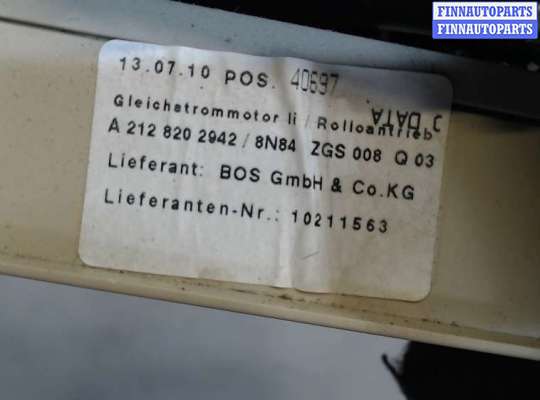 FINNAUTOPARTS
FINNAUTOPARTS
13.07.10 POS. 40697
C DATA
Gleichstrommotor li / Rolloantrieb
A 212 820 2942 / 8N84 ZGS 008 Q 03
Lieferant: BOS GmbH & Co.KG
Lieferanten-Nr.: 10211563